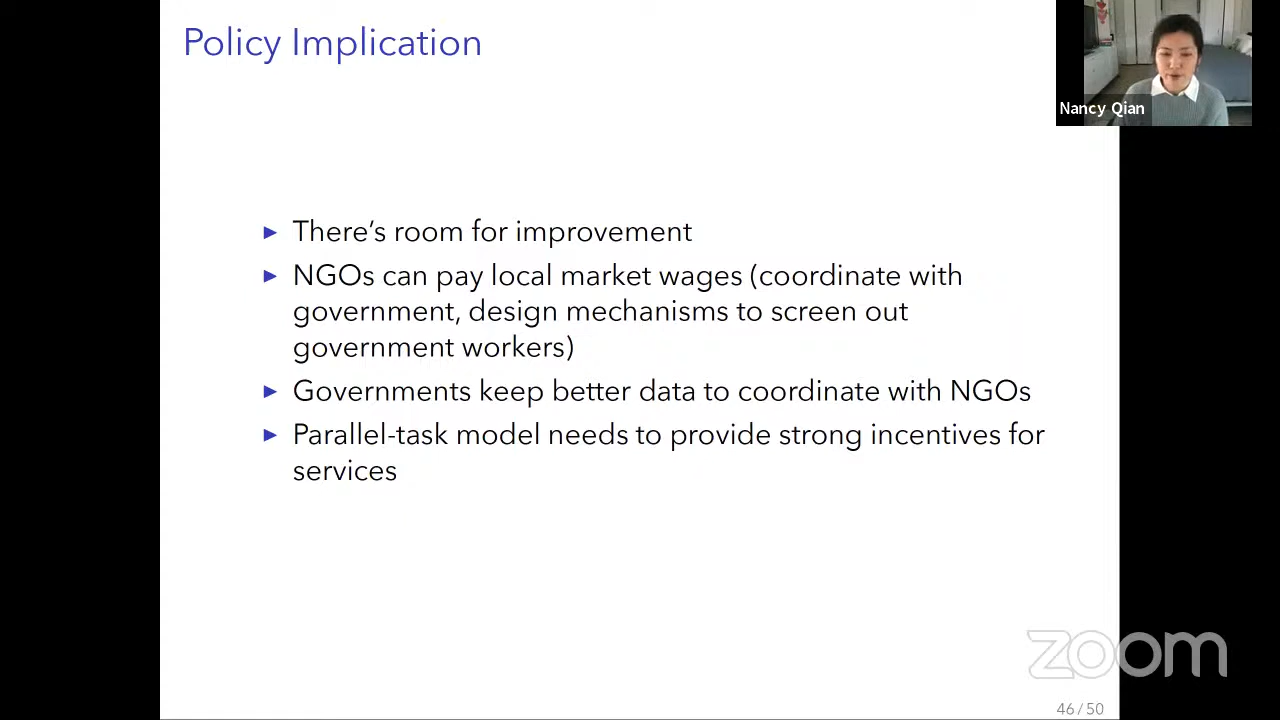 Policy Implication
Nancy Qian
► There’s room for improvement
► NGOs can pay local market wages (coordinate with
government, design mechanisms to screen out
government workers)
► Governments keep better data to coordinate with NGOs
► Parallel-task model needs to provide strong incentives for
services
zoom
46 / 50